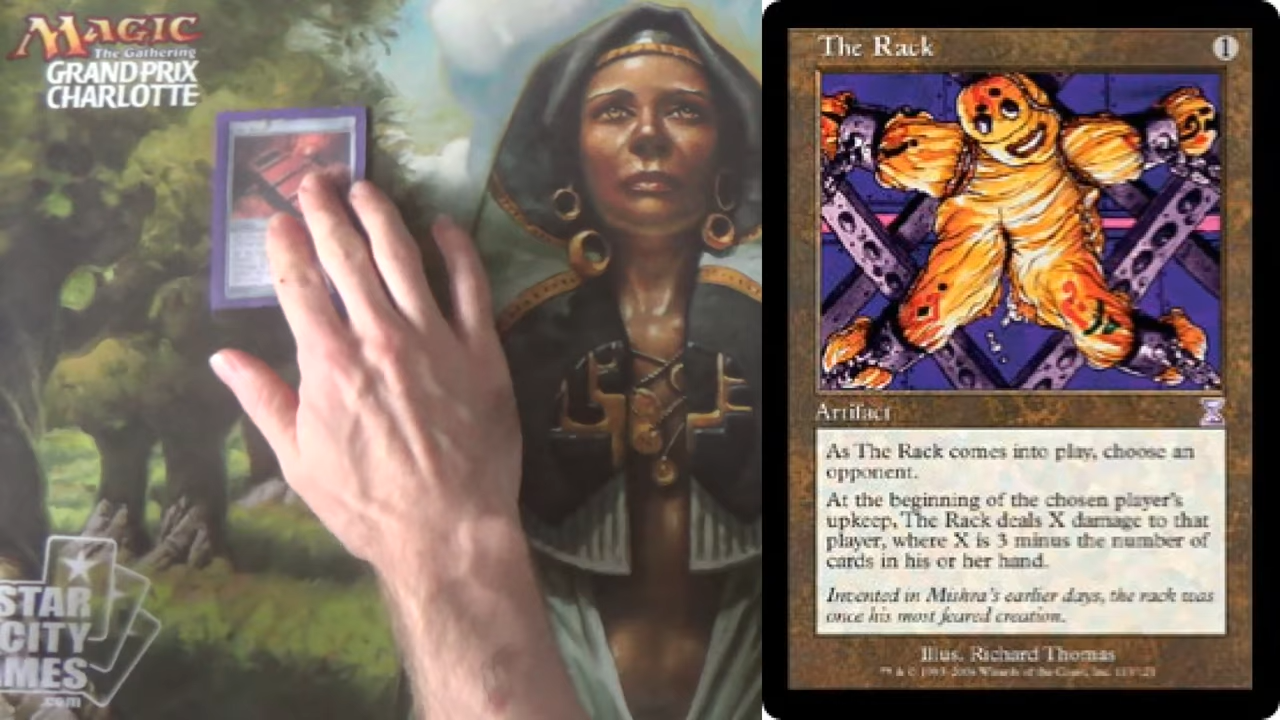 MAGIC
The Gathering
GRAND PRIX
CHARLOTTE
STAR
CITY
GAMES
.com
The Rack 1
Artifact
As The Rack comes into play, choose an
opponent.
At the beginning of the chosen player's
upkeep, The Rack deals X damage to that
player, where X is 3 minus the number of
cards in his or her hand.
Invented in Mishra's earlier days, the rack was
once his most feared creation.
Illus. Richard Thomas